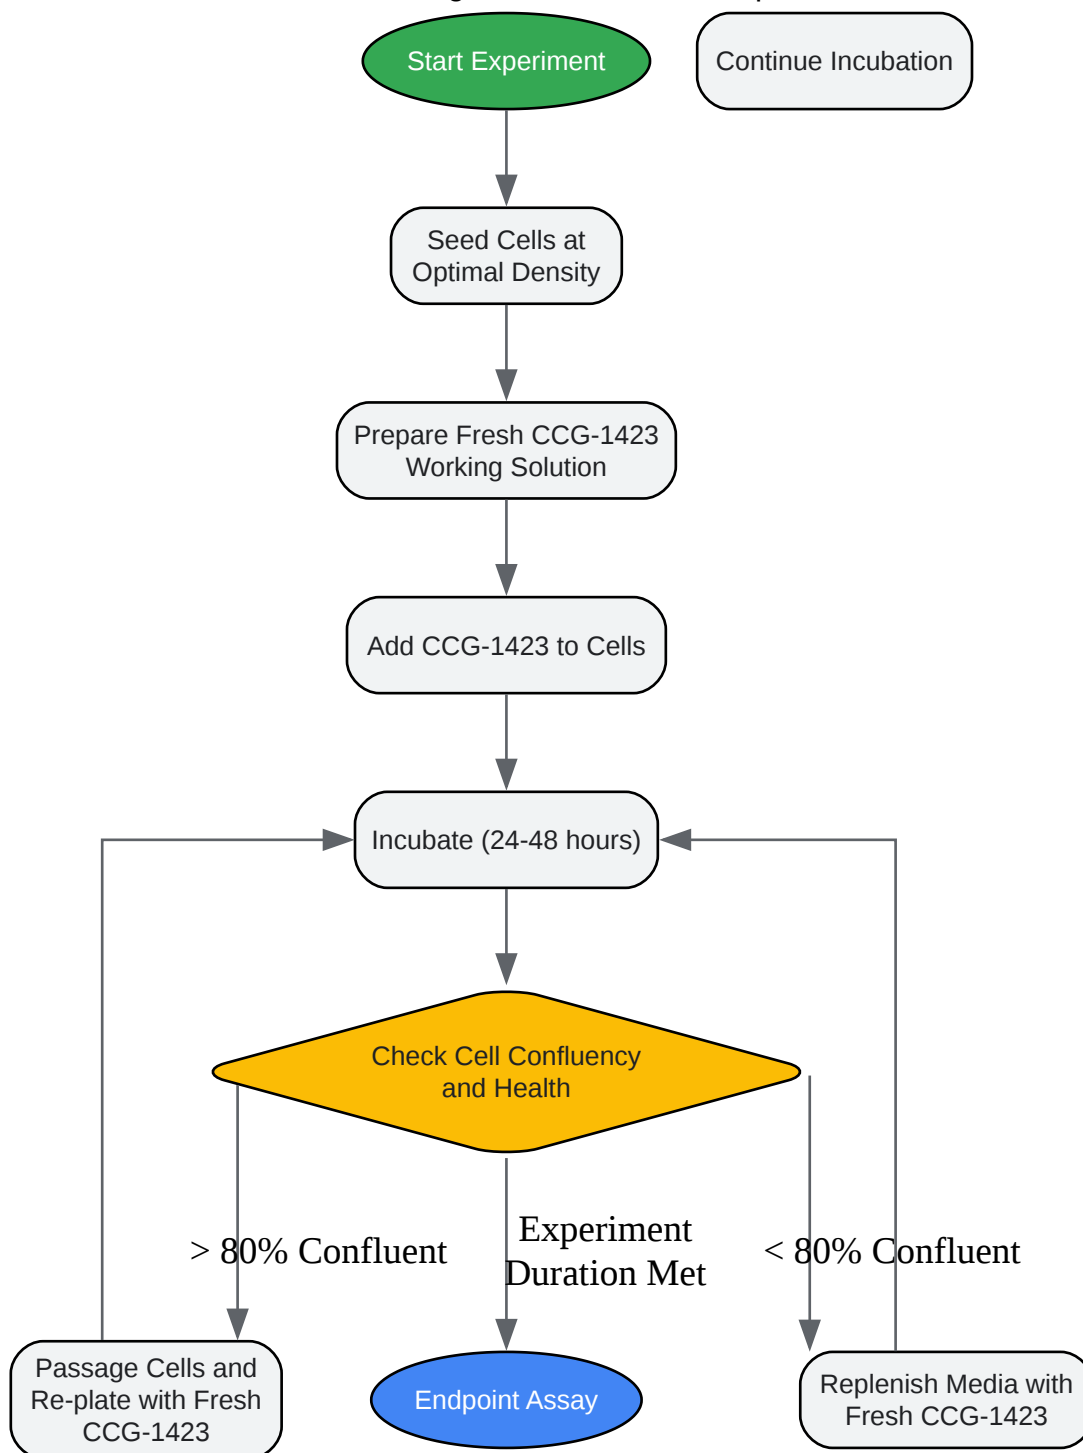 Start Experiment
Continue Incubation
Seed Cells at
Optimal Density
Prepare Fresh CCG-1423
Working Solution
Add CCG-1423 to Cells
Incubate (24-48 hours)
Check Cell Confluency
and Health
> 80% Confluent
Experiment
Duration Met
< 80% Confluent
Passage Cells and
Re-plate with Fresh
CCG-1423
Endpoint Assay
Replenish Media with
Fresh CCG-1423